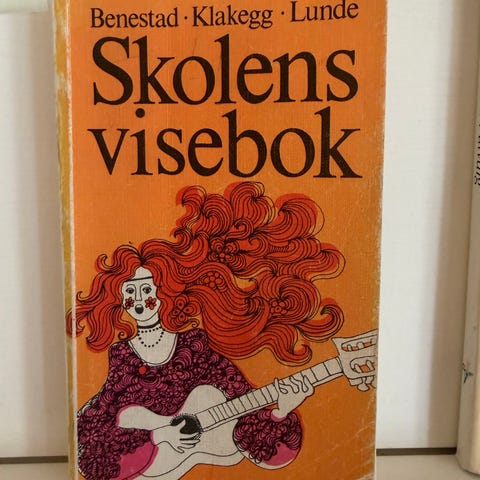 Benestad · Klakegg · Lunde
Skolens
visebok